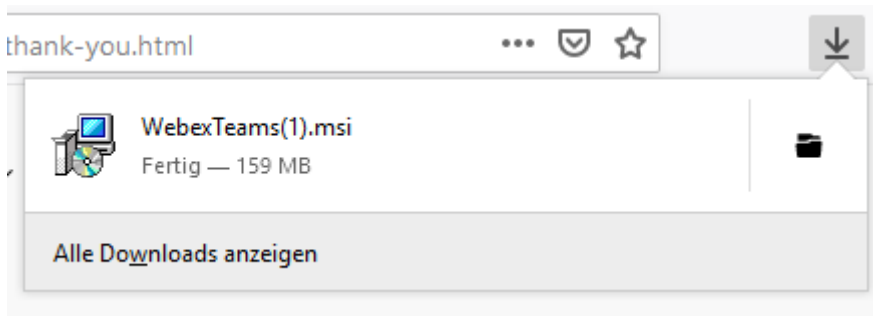 thank-you.html
WebexTeams(1).msi
Fertig — 159 MB
Alle Downloads anzeigen